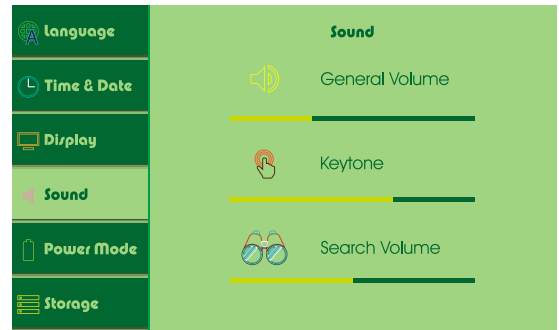 Language
Time & Date
Display
Sound
Power Mode
Storage
Sound
General Volume
Keytone
Search Volume